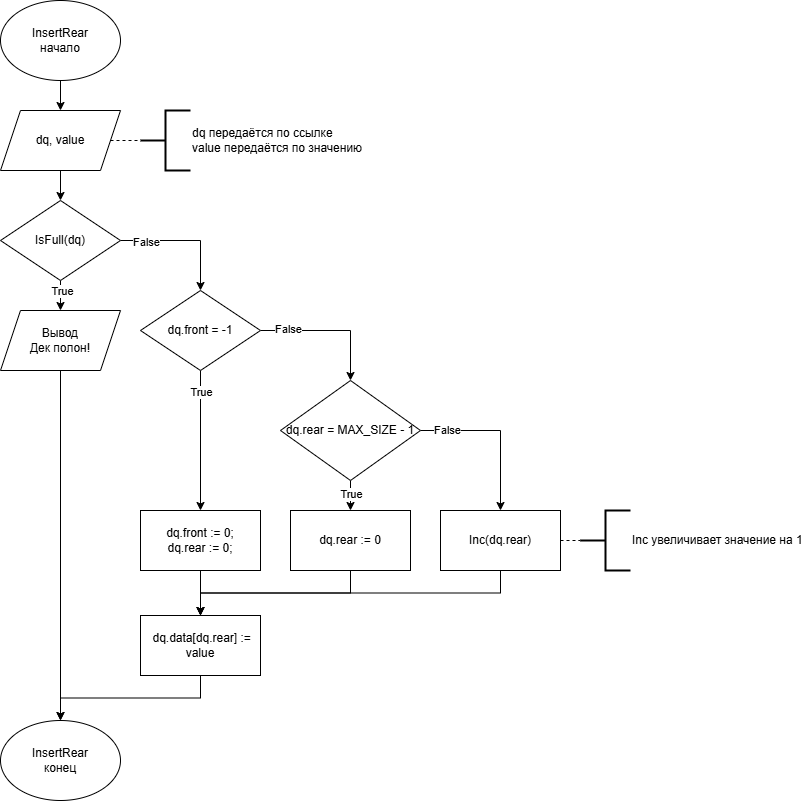 InsertRear
начало
dq, value
dq передаётся по ссылке
value передаётся по значению
IsFull(dq)
False
True
Вывод
Дек полон!
dq.front = -1
False
True
dq.rear = MAX_SIZE - 1
False
True
dq.front := 0;
dq.rear := 0;
dq.rear := 0
Inc(dq.rear)
Inc увеличивает значение на 1
dq.data[dq.rear] :=
value
InsertRear
конец